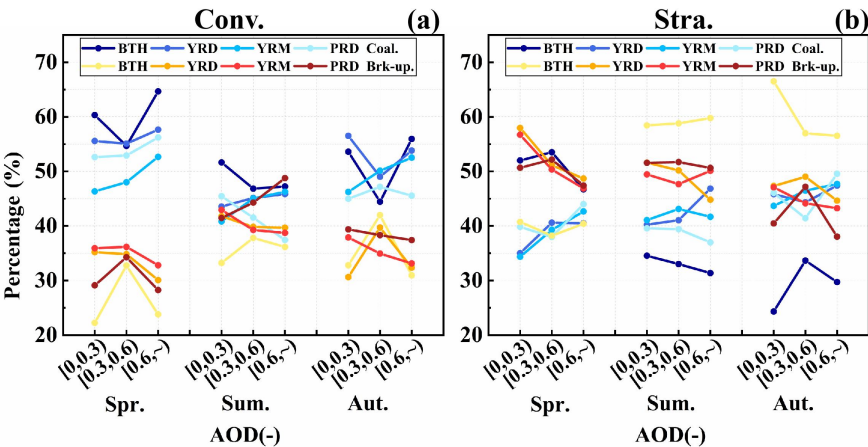 Conv. (a)
BTH YRD YRM PRD Coal.
BTH YRD YRM PRD Brk-up.
Percentage (%)
70
60
50
40
30
20
[0,0.3) [0.3,0.6) [0.6,~) [0,0.3) [0.3,0.6) [0.6,~) [0,0.3) [0.3,0.6) [0.6,~)
Spr. Sum. Aut.
AOD(-)
Stra. (b)
BTH YRD YRM PRD Coal.
BTH YRD YRM PRD Brk-up.
70
60
50
40
30
20
[0,0.3) [0.3,0.6) [0.6,~) [0,0.3) [0.3,0.6) [0.6,~) [0,0.3) [0.3,0.6) [0.6,~)
Spr. Sum. Aut.
AOD(-)